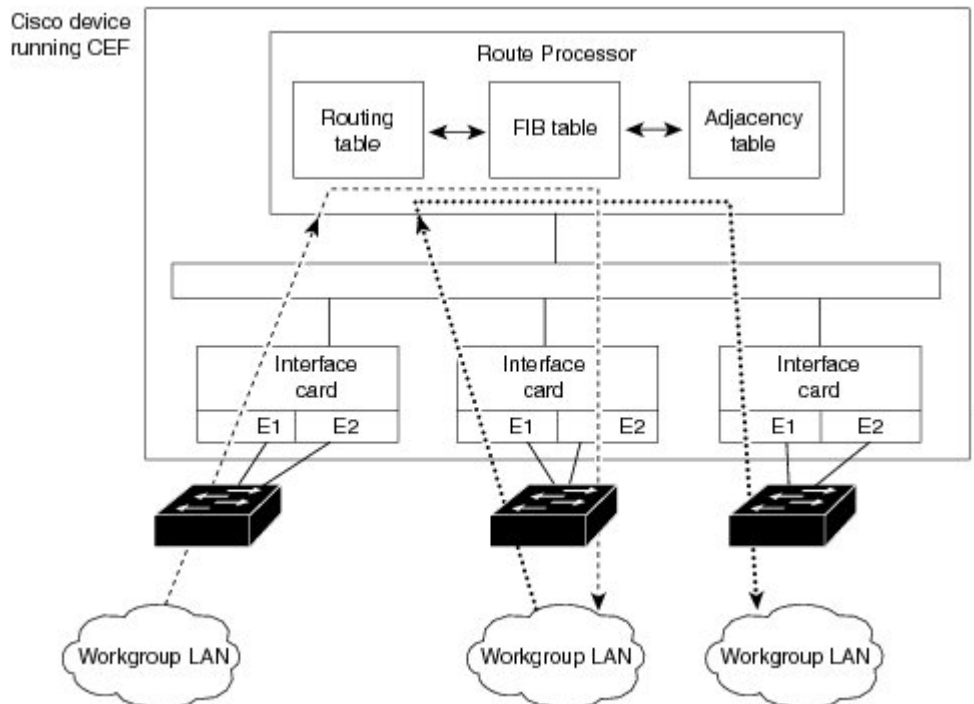 Cisco device
running CEF
Route Processor
Routing
table
FIB table
Adjacency
table
Interface
card
E1
E2
Interface
card
E1
E2
Interface
card
E1
E2
Workgroup LAN
Workgroup LAN
Workgroup LAN